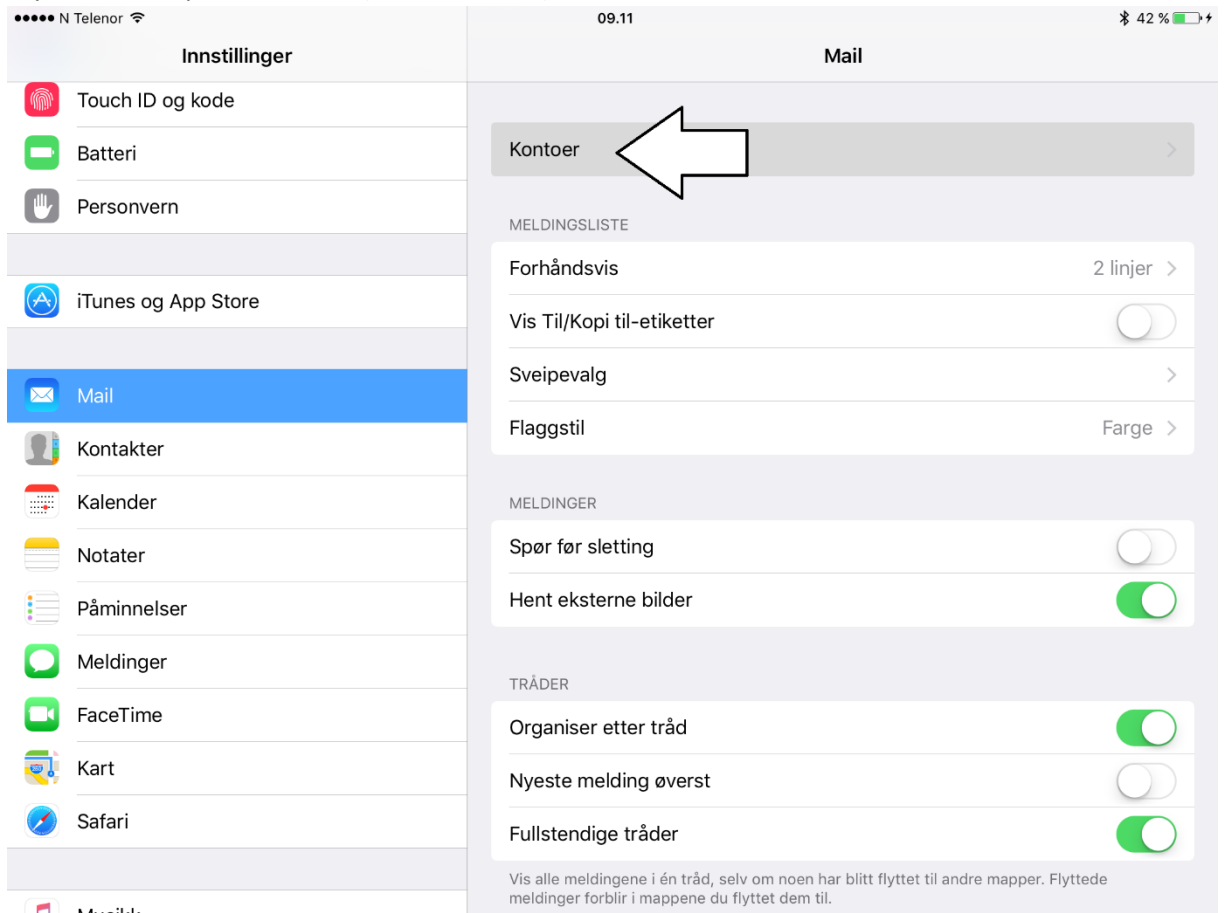 N Telenor
09.11
42 %
Innstillinger
Mail
Touch ID og kode
Batteri
Personvern
iTunes og App Store
Mail
Kontakter
Kalender
Notater
Påminnelser
Meldinger
FaceTime
Kart
Safari
Kontoer
MELDINGSLISTE
Forhåndsvis
2 linjer
Vis Til/Kopi til-etiketter
Sveipevalg
Flaggstil
Farge
MELDINGER
Spør før sletting
Hent eksterne bilder
TRÅDER
Organiser etter tråd
Nyeste melding øverst
Fullstendige tråder
Vis alle meldingene i én tråd, selv om noen har blitt flyttet til andre mapper. Flyttede
meldinger forblir i mappene du flyttet dem til.